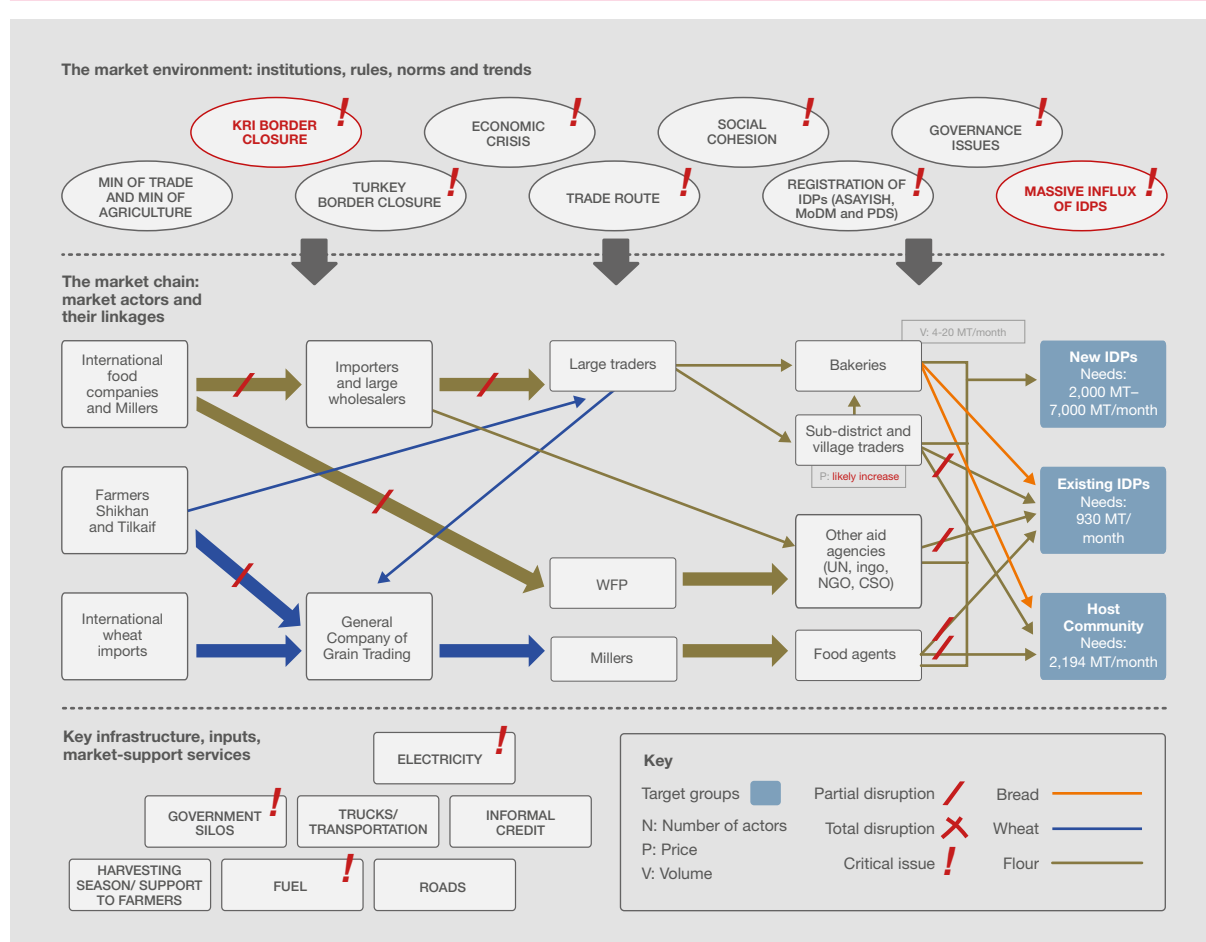 The market environment: institutions, rules, norms and trends
KRI BORDER
CLOSURE
ECONOMIC
CRISIS
SOCIAL
COHESION
GOVERNANCE
ISSUES
MIN OF TRADE
AND MIN OF
AGRICULTURE
TURKEY
BORDER CLOSURE
TRADE ROUTE
REGISTRATION OF
IDPs (ASAYISH,
MoDM and PDS)
MASSIVE INFLUX
OF IDPS
The market chain:
market actors and
their linkages
V: 4-20 MT/month
International
food
companies
and Millers
Importers
and large
wholesalers
Large traders
Bakeries
New IDPs
Needs:
2,000 MT–
7,000 MT/month
Sub-district and
village traders
P: likely increase
Farmers
Shikhan
and Tilkaif
Existing IDPs
Needs:
930 MT/
month
Other aid
agencies
(UN, ingo,
NGO, CSO)
WFP
International
wheat
imports
General
Company of
Grain Trading
Millers
Food agents
Host
Community
Needs:
2,194 MT/month
Key infrastructure, inputs,
market-support services
ELECTRICITY
GOVERNMENT
SILOS
TRUCKS/
TRANSPORTATION
INFORMAL
CREDIT
HARVESTING
SEASON/ SUPPORT
TO FARMERS
FUEL
ROADS
Key
Target groups
N: Number of actors
P: Price
V: Volume
Partial disruption
Total disruption
Critical issue
Bread
Wheat
Flour